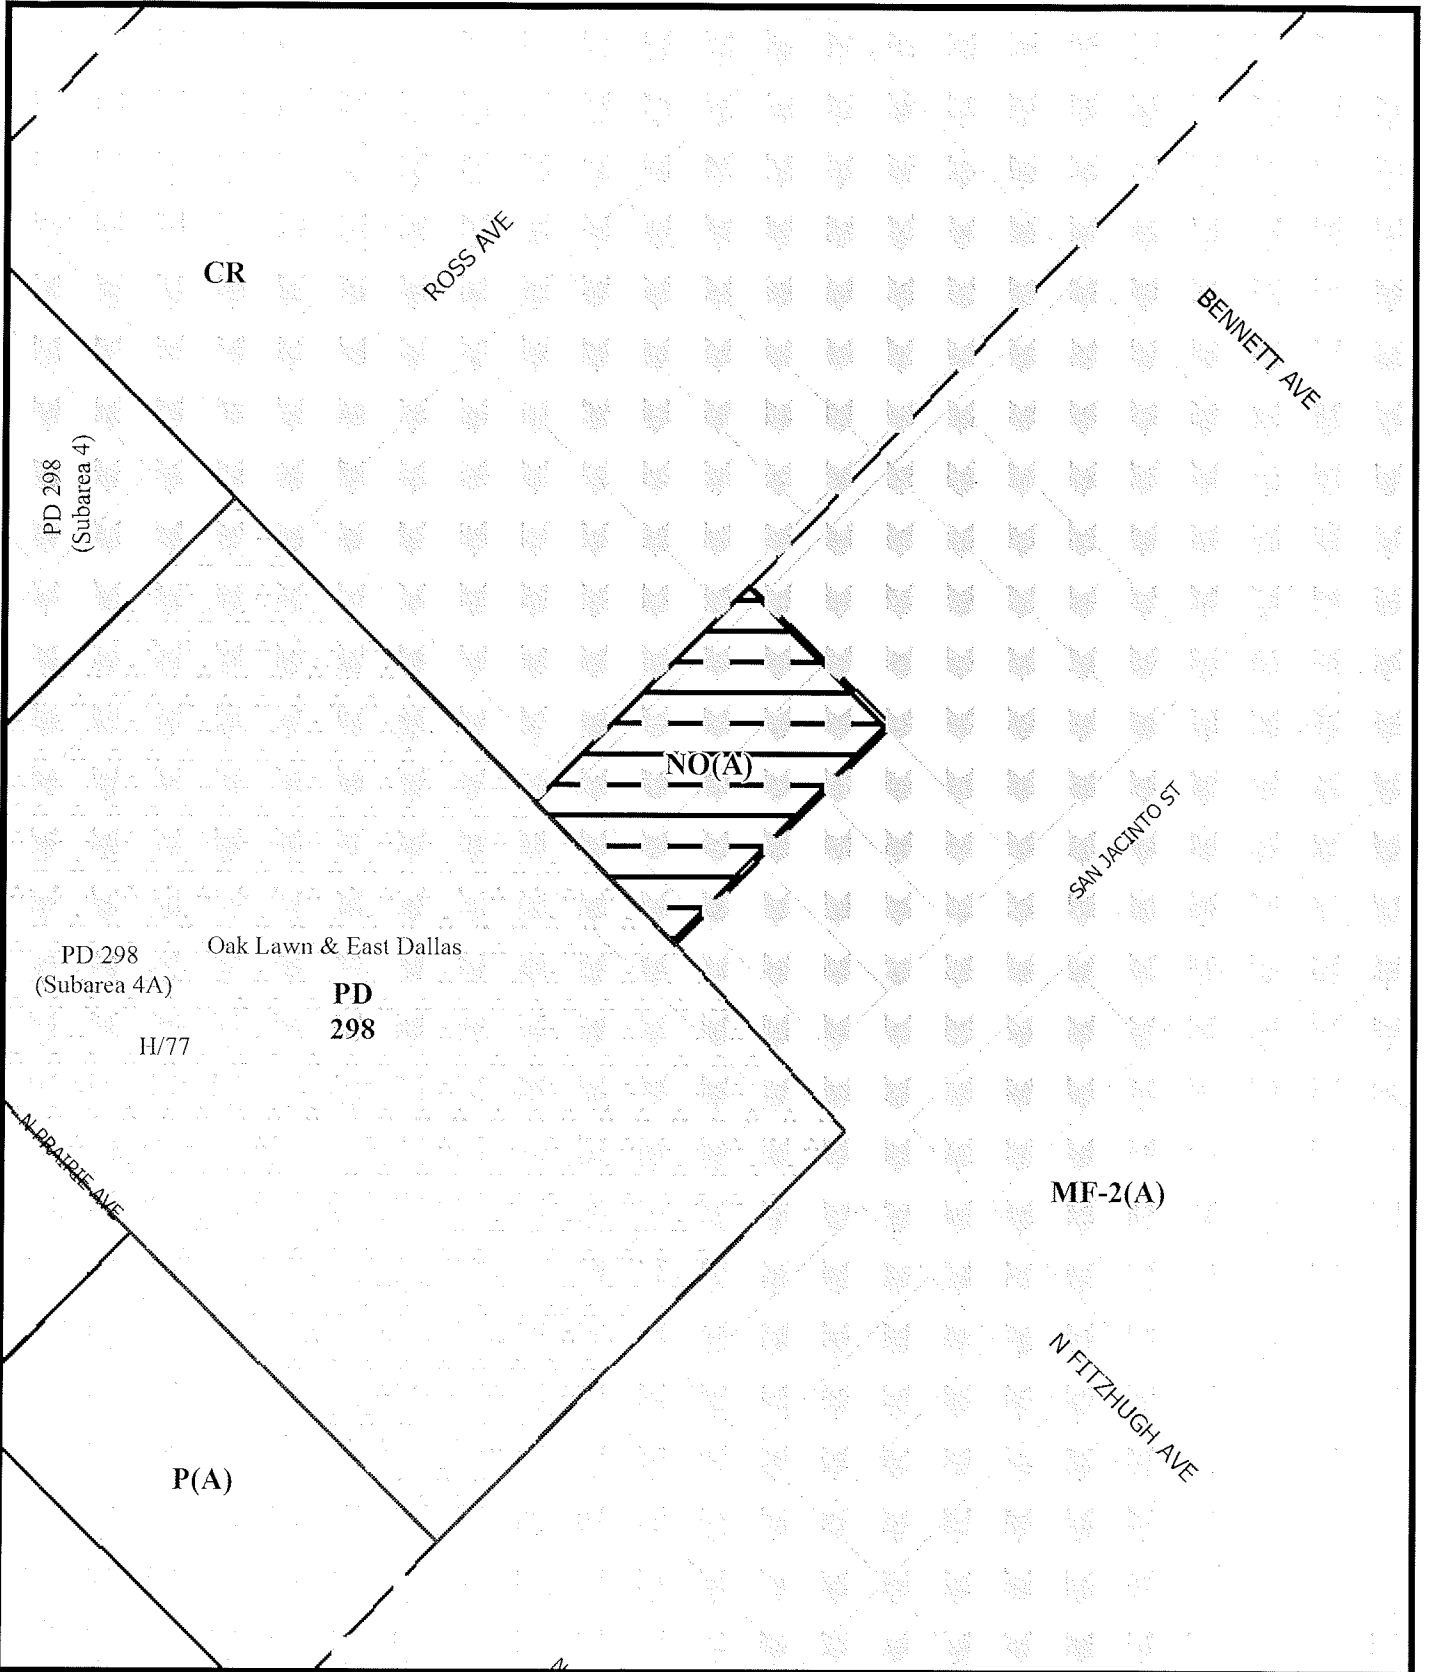 ROSS AVE
CR
BENNETT AVE
PD 298
(Subarea 4)
NO(A)
SAN JACINTO ST
Oak Lawn & East Dallas
PD 298
(Subarea 4A)
PD
298
H/77
N PRAIRIE AVE
MF-2(A)
N FITZHUGH AVE
P(A)
N